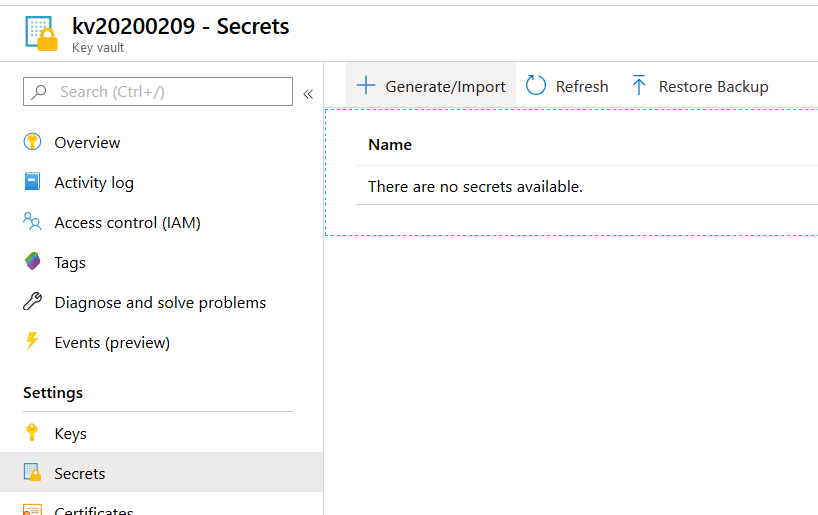 kv20200209 - Secrets
Key vault
Search (Ctrl+/)
«
Overview
Activity log
Access control (IAM)
Tags
Diagnose and solve problems
Events (preview)
Settings
Keys
Secrets
Certificates
Generate/Import Refresh Restore Backup
Name
There are no secrets available.